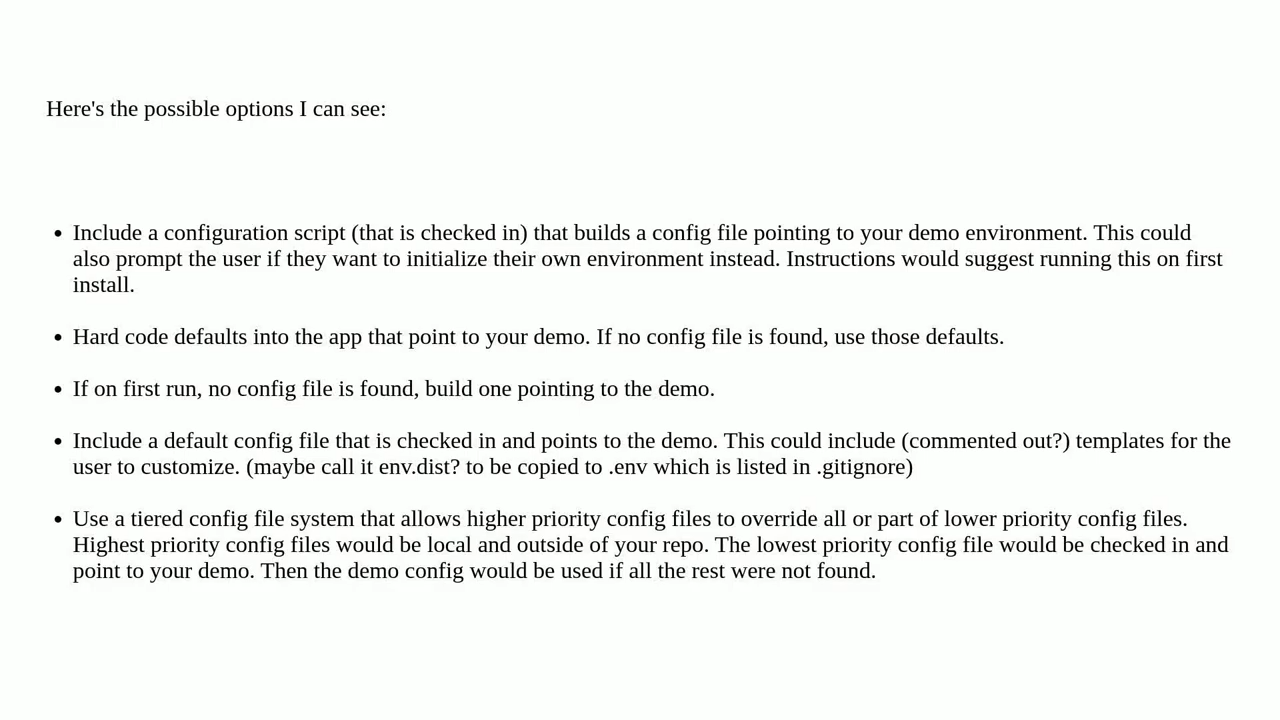 Here's the possible options I can see:
• Include a configuration script (that is checked in) that builds a config file pointing to your demo environment. This could
also prompt the user if they want to initialize their own environment instead. Instructions would suggest running this on first
install.
• Hard code defaults into the app that point to your demo. If no config file is found, use those defaults.
• If on first run, no config file is found, build one pointing to the demo.
• Include a default config file that is checked in and points to the demo. This could include (commented out?) templates for the
user to customize. (maybe call it env.dist? to be copied to .env which is listed in .gitignore)
• Use a tiered config file system that allows higher priority config files to override all or part of lower priority config files.
Highest priority config files would be local and outside of your repo. The lowest priority config file would be checked in and
point to your demo. Then the demo config would be used if all the rest were not found.